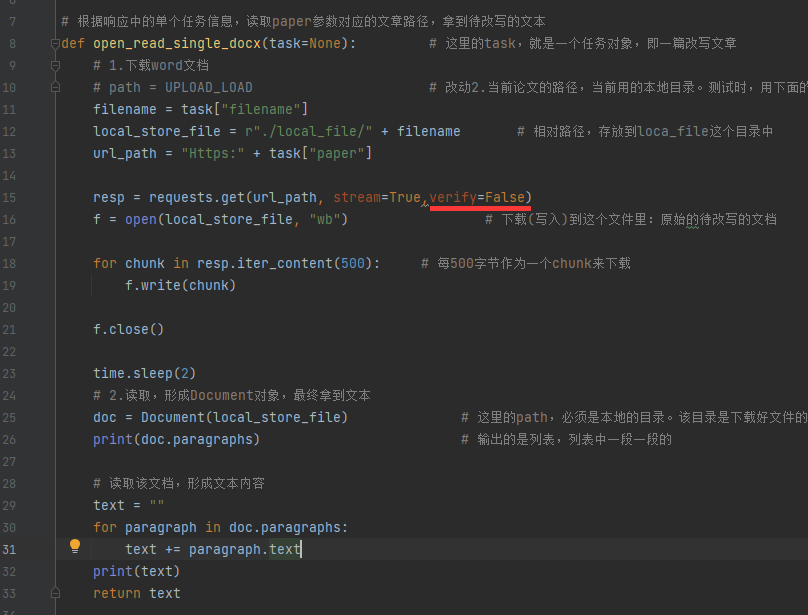 7 # 根据响应中的单个任务信息，读取paper参数对应的文章路径，拿到待改写的文本
8 def open_read_single_docx(task=None): # 这里的task，就是一个任务对象，即一篇改写文章
9 # 1.下载word文档
10 # path = UPLOAD_LOAD # 改动2.当前论文的路径，当前用的本地目录。测试时，用下面的
11 filename = task["filename"]
12 local_store_file = r"./local_file/" + filename # 相对路径，存放到loca_file这个目录中
13 url_path = "Https:" + task["paper"]
14
15 resp = requests.get(url_path, stream=True,verify=False)
16 f = open(local_store_file, "wb") # 下载(写入)到这个文件里：原始的待改写的文档
17
18 for chunk in resp.iter_content(500): # 每500字节作为一个chunk来下载
19 f.write(chunk)
20
21 f.close()
22
23 time.sleep(2)
24 # 2.读取，形成Document对象，最终拿到文本
25 doc = Document(local_store_file) # 这里的path，必须是本地的目录。该目录是下载好文件的
26 print(doc.paragraphs) # 输出的是列表，列表中一段一段的
27
28 # 读取该文档，形成文本内容
29 text = ""
30 for paragraph in doc.paragraphs:
31 text += paragraph.text
32 print(text)
33 return text